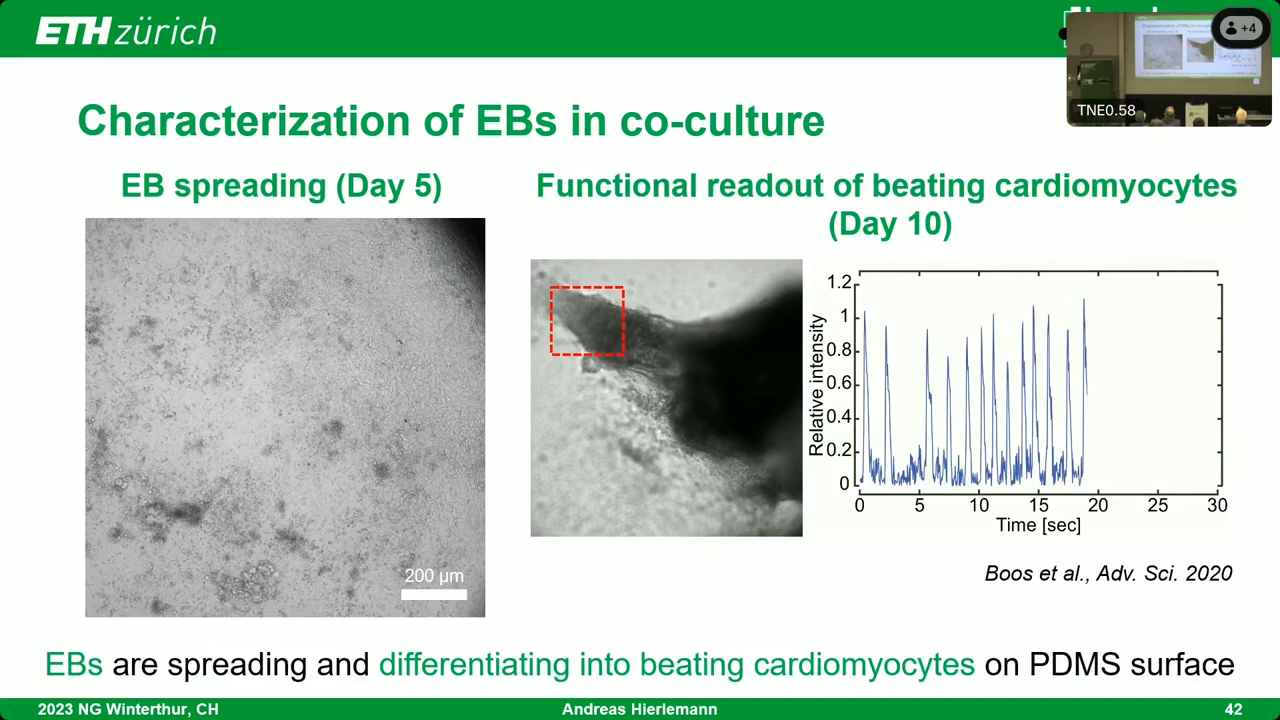 ETH zürich
+4
TNE0.58
Characterization of EBs in co-culture
EB spreading (Day 5)
Functional readout of beating cardiomyocytes
(Day 10)
200 µm
Relative intensity
1.2
1
0.8
0.6
0.4
0.2
0
0 5 10 15 20 25 30
Time [sec]
Boos et al., Adv. Sci. 2020
EBs are spreading and differentiating into beating cardiomyocytes on PDMS surface
2023 NG Winterthur, CH
Andreas Hierlemann
42